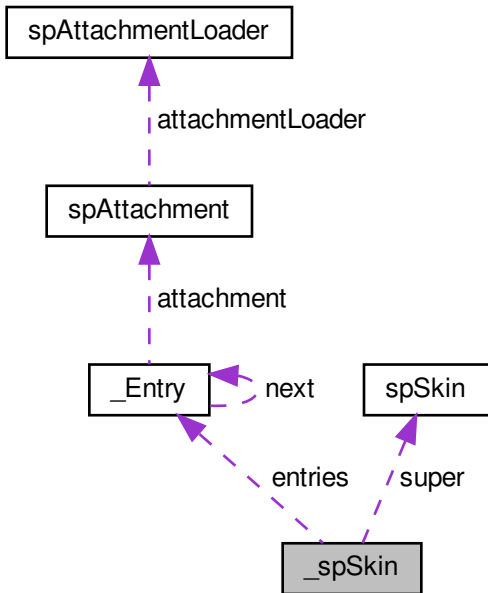 spAttachmentLoader
attachmentLoader
spAttachment
attachment
_Entry
next
spSkin
entries
super
_spSkin